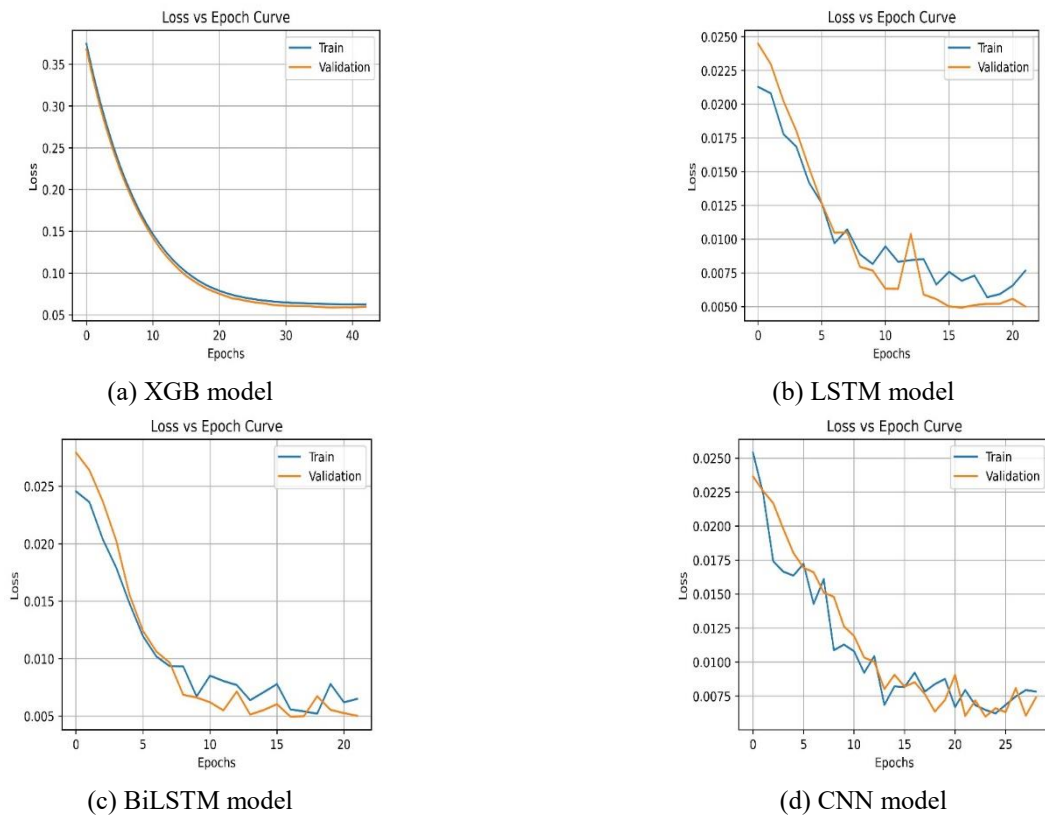 Loss vs Epoch Curve
Train
Validation
0.35
0.30
0.25
0.20
0.15
0.10
0.05
Loss
0 10 20 30 40
Epochs
(a) XGB model
Loss vs Epoch Curve
Train
Validation
0.0250
0.0225
0.0200
0.0175
0.0150
0.0125
0.0100
0.0075
0.0050
Loss
0 5 10 15 20
Epochs
(b) LSTM model
Loss vs Epoch Curve
Train
Validation
0.025
0.020
0.015
0.010
0.005
Loss
0 5 10 15 20
Epochs
(c) BiLSTM model
Loss vs Epoch Curve
Train
Validation
0.0250
0.0225
0.0200
0.0175
0.0150
0.0125
0.0100
0.0075
Loss
0 5 10 15 20 25
Epochs
(d) CNN model